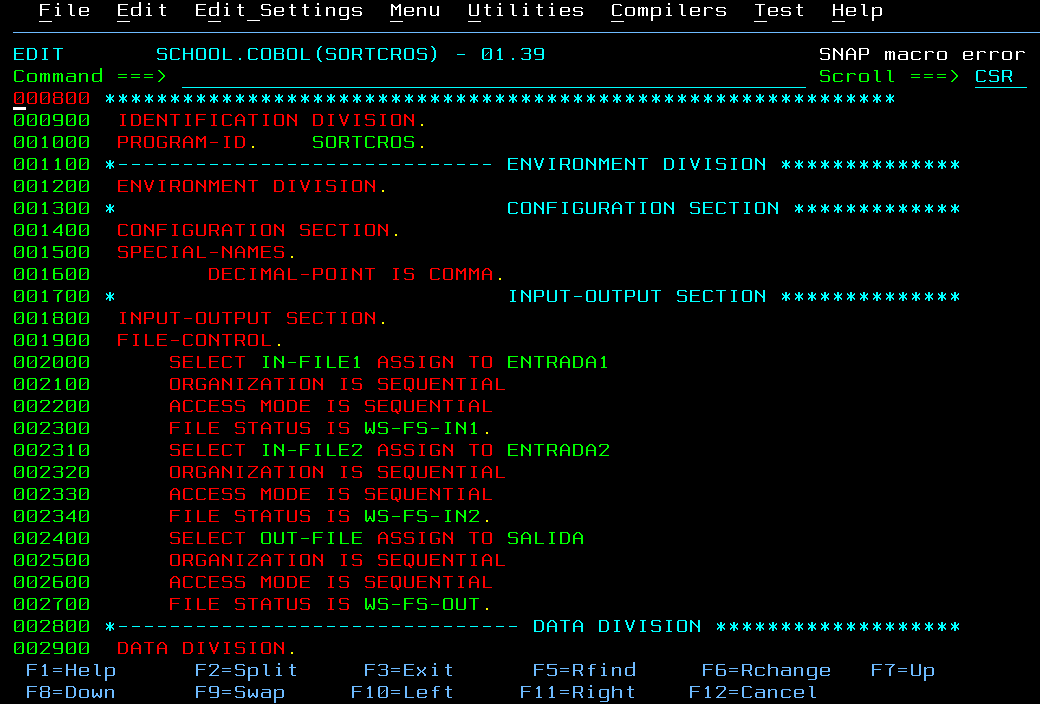 File  Edit  Edit_Settings  Menu  Utilities  Compilers  Test  Help
EDIT       SCHOOL.COBOL(SORTCROS) - 01.39                     SNAP macro error
Command ===>                                                  Scroll ===> CSR
000800 *************************************************************
000900  IDENTIFICATION DIVISION.
001000  PROGRAM-ID.    SORTCROS.
001100 *----------------------------- ENVIRONMENT DIVISION **************
001200  ENVIRONMENT DIVISION.
001300 *                              CONFIGURATION SECTION *************
001400  CONFIGURATION SECTION.
001500  SPECIAL-NAMES.
001600         DECIMAL-POINT IS COMMA.
001700 *                              INPUT-OUTPUT SECTION **************
001800  INPUT-OUTPUT SECTION.
001900  FILE-CONTROL.
002000      SELECT IN-FILE1 ASSIGN TO ENTRADA1
002100      ORGANIZATION IS SEQUENTIAL
002200      ACCESS MODE IS SEQUENTIAL
002300      FILE STATUS IS WS-FS-IN1.
002310      SELECT IN-FILE2 ASSIGN TO ENTRADA2
002320      ORGANIZATION IS SEQUENTIAL
002330      ACCESS MODE IS SEQUENTIAL
002340      FILE STATUS IS WS-FS-IN2.
002400      SELECT OUT-FILE ASSIGN TO SALIDA
002500      ORGANIZATION IS SEQUENTIAL
002600      ACCESS MODE IS SEQUENTIAL
002700      FILE STATUS IS WS-FS-OUT.
002800 *------------------------------- DATA DIVISION *******************
002900  DATA DIVISION.
F1=Help      F2=Split     F3=Exit      F5=Rfind     F6=Rchange   F7=Up
F8=Down      F9=Swap     F10=Left     F11=Right    F12=Cancel